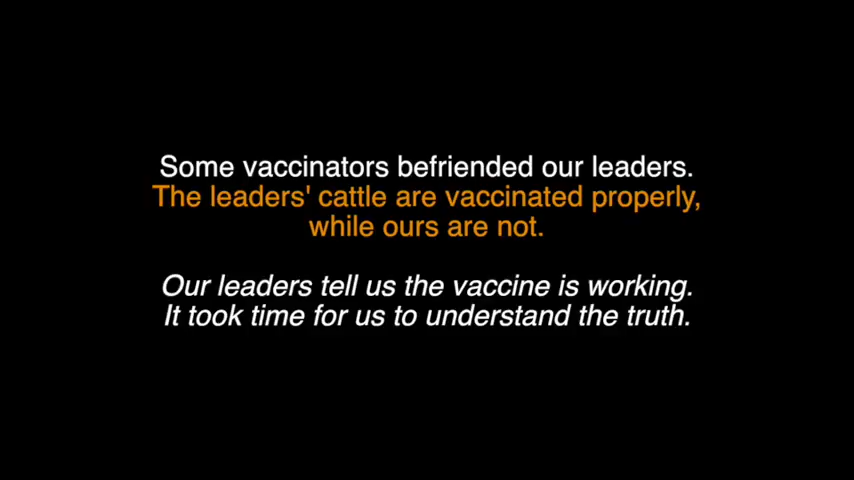 Some vaccinators befriended our leaders.
The leaders' cattle are vaccinated properly,
while ours are not.
Our leaders tell us the vaccine is working.
It took time for us to understand the truth.